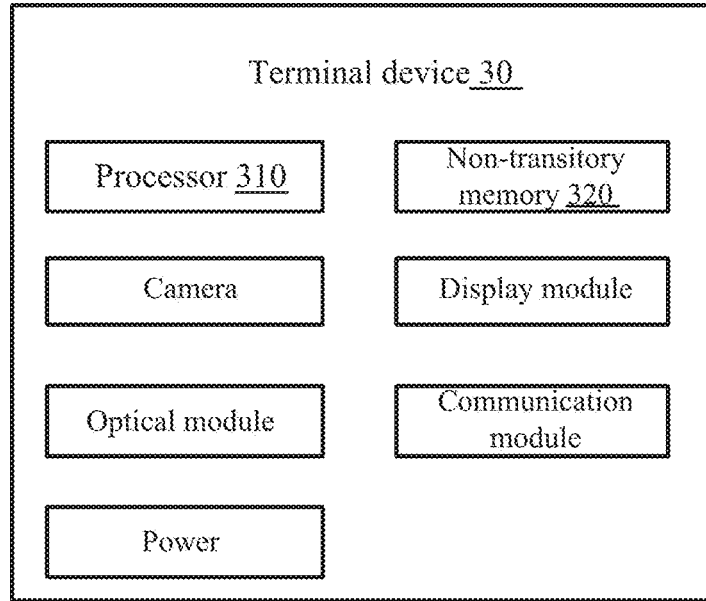 Terminal device 30
Processor 310
Non-transitory
memory 320
Camera
Display module
Optical module
Communication
module
Power